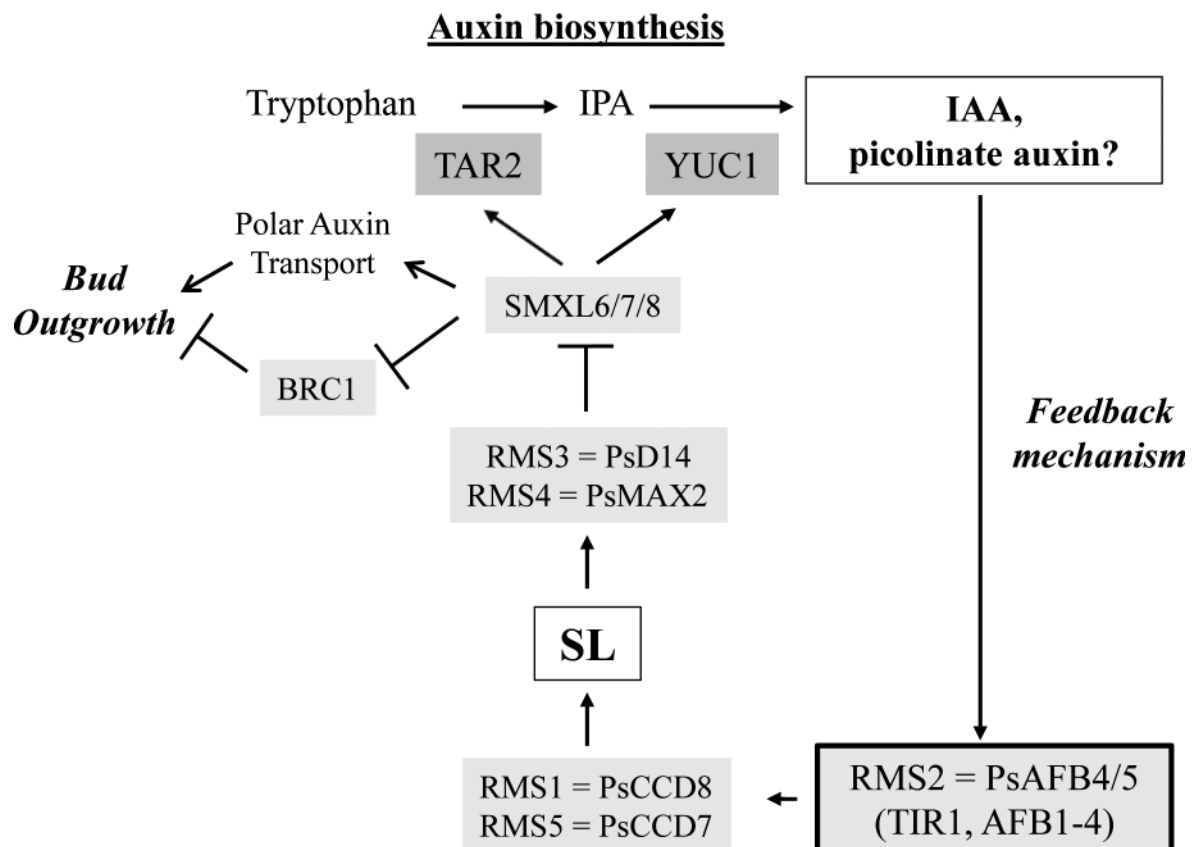 Auxin biosynthesis
Tryptophan
IPA
IAA,
picolinate auxin?
TAR2
YUC1
Polar Auxin
Transport
Bud
Outgrowth
SMXL6/7/8
BRC1
Feedback
mechanism
RMS3 = PsD14
RMS4 = PsMAX2
SL
RMS1 = PsCCD8
RMS5 = PsCCD7
RMS2 = PsAFB4/5
(TIR1, AFB1-4)